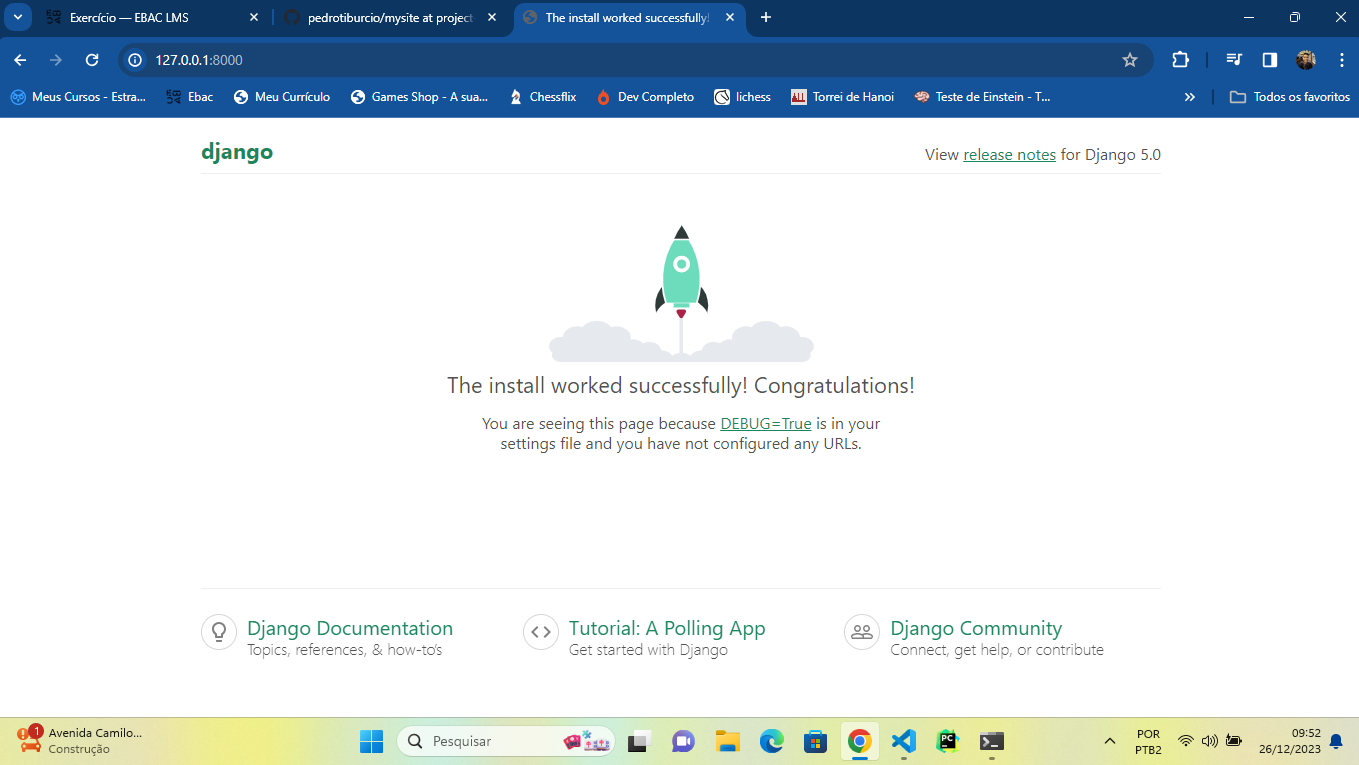 Exercício — EBAC LMS
pedrotiburcio/mysite at project
The install worked successfully!
127.0.0.1:8000
Meus Cursos - Estra...
Ebac
Meu Currículo
Games Shop - A sua...
Chessflix
Dev Completo
lichess
Torrei de Hanoi
Teste de Einstein - T...
»
Todos os favoritos
django
View release notes for Django 5.0
The install worked successfully! Congratulations!
You are seeing this page because DEBUG=True is in your
settings file and you have not configured any URLs.
Django Documentation
Topics, references, & how-to's
Tutorial: A Polling App
Get started with Django
Django Community
Connect, get help, or contribute
1
Avenida Camilo...
Construção
Pesquisar
PC
POR
PTB2
09:52
26/12/2023